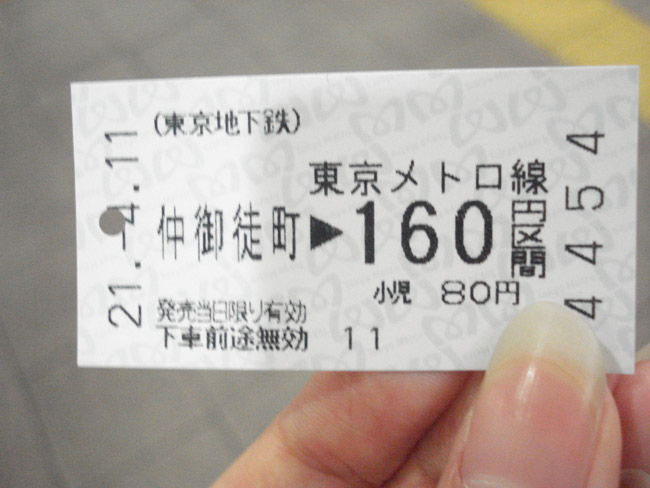 (東京地下鉄)
東京メトロ線
仲御徒町▶160円区間
小児 80円
発売当日限り有効
下車前途無効 11
21.-4.11
4454